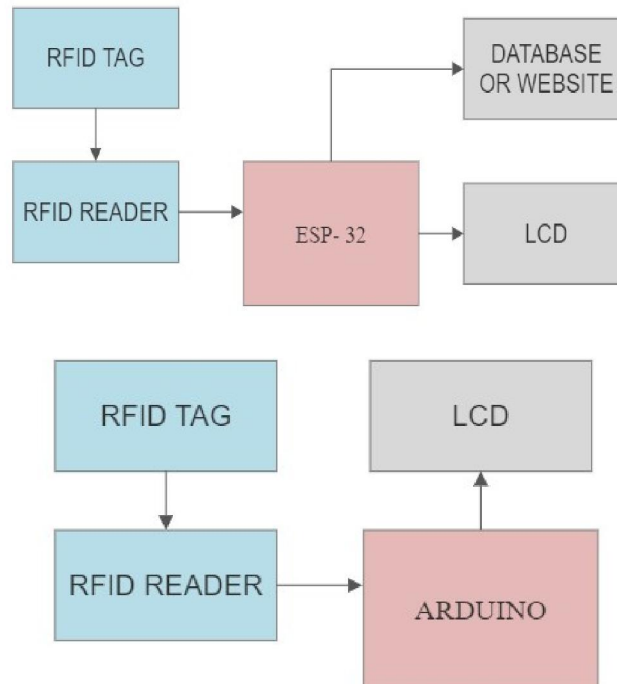 RFID TAG
DATABASE
OR WEBSITE
RFID READER
ESP- 32
LCD
RFID TAG
LCD
RFID READER
ARDUINO